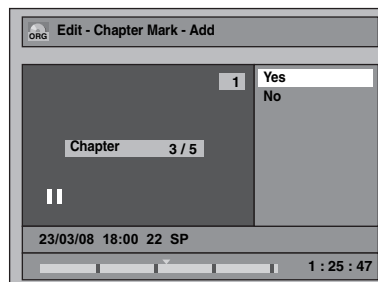 ORG Edit - Chapter Mark - Add
1
Yes
No
Chapter 3 / 5
23/03/08 18:00 22 SP
1 : 25 : 47